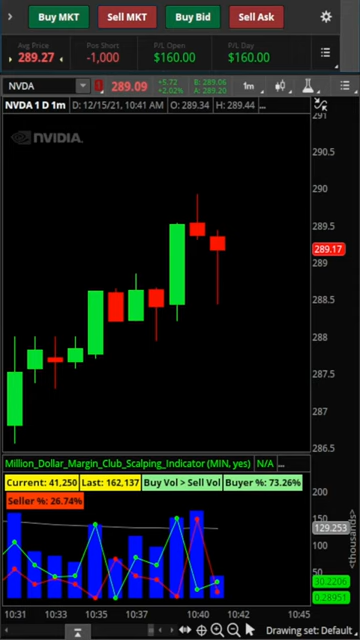 Buy MKT Sell MKT Buy Bid Sell Ask
Avg Price Pos Short P/L Open P/L Day
289.27 -1,000 $160.00 $160.00
NVDA 289.09 +5.72 +2.02% B: 289.06 A: 289.20 1m
NVDA 1 D 1m D: 12/15/21, 10:41 AM O: 289.34 H: 289.44 ...
NVIDIA
291
290.5
290
289.5
289.17
289
288.5
288
287.5
287
286.5
Million_Dollar_Margin_Club_Scalping_Indicator (MIN, yes) N/A ...
Current: 41,250 Last: 162,137 Buy Vol > Sell Vol Buyer %: 73.26%
Seller %: 26.74%
200
150
129.253
100
50
30.2206
0.28951
<thousands>
10:31 10:33 10:35 10:37 10:40 10:42 10:45
Drawing set: Default